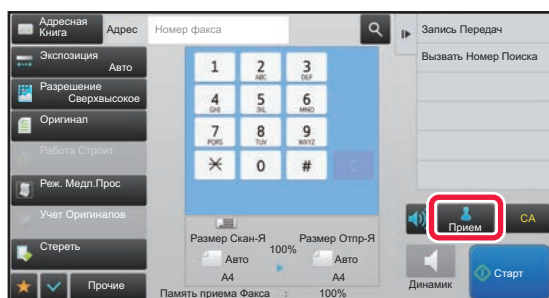 Адресная
Книга
Адрес
Номер факса
Запись Передач
Экспозиция
Авто
Вызвать Номер Поиска
Разрешение
Сверхвысокое
Оригинал
Работа Строит
Реж. Медл.Прос
Учет Оригиналов
Стереть
Прочие
1
2
ABC
3
DEF
4
GHI
5
JKL
6
MNO
7
PQRS
8
TUV
9
WXYZ
0
#
C
Размер Скан-Я
100%
Размер Отпр-Я
Авто
Авто
A4
A4
Память приема Факса : 100%
Прием
CA
Динамик
Старт